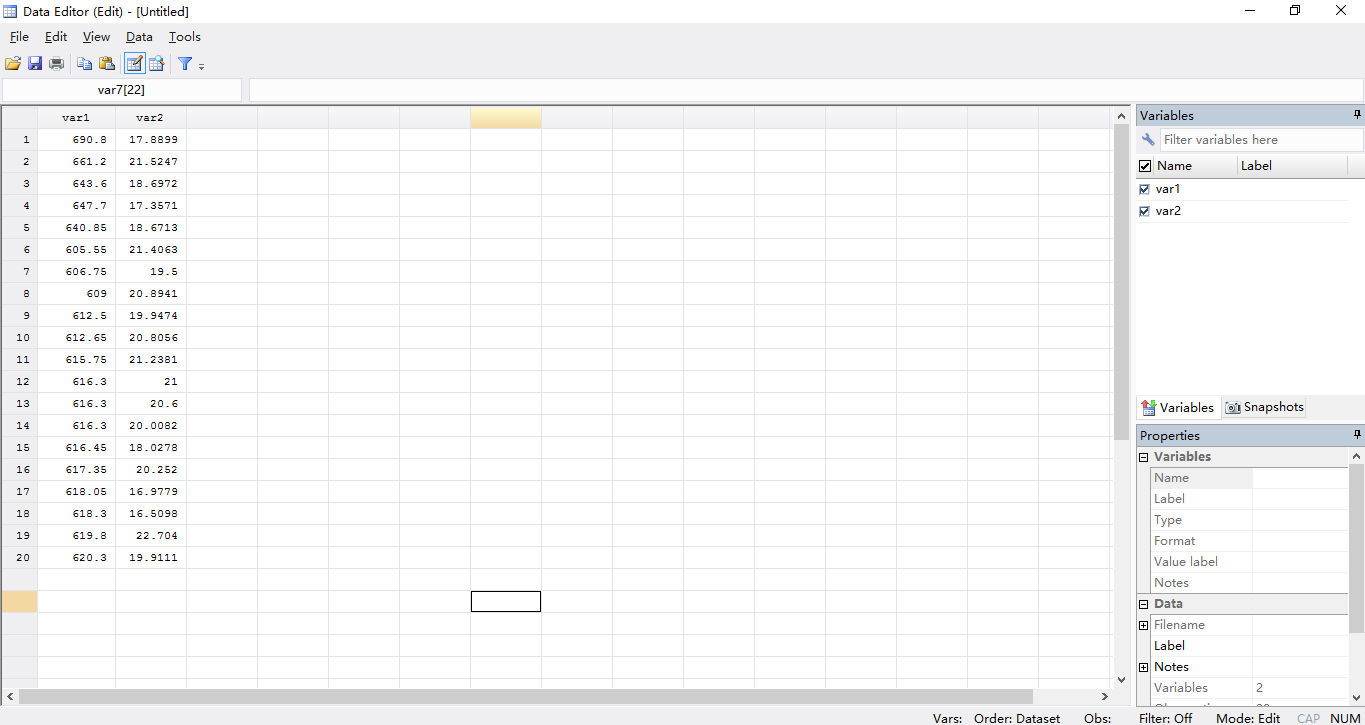 Data Editor (Edit) - [Untitled]
File Edit View Data Tools
var7[22]
var1 var2
1 690.8 17.8899
2 661.2 21.5247
3 643.6 18.6972
4 647.7 17.3571
5 640.85 18.6713
6 605.55 21.4063
7 606.75 19.5
8 609 20.8941
9 612.5 19.9474
10 612.65 20.8056
11 615.75 21.2381
12 616.3 21
13 616.3 20.6
14 616.3 20.0082
15 616.45 18.0278
16 617.35 20.252
17 618.05 16.9779
18 618.3 16.5098
19 619.8 22.704
20 620.3 19.9111
Variables
Filter variables here
Name Label
var1
var2
Variables Snapshots
Properties
Variables
Name
Label
Type
Format
Value label
Notes
Data
Filename
Label
Notes
Variables 2
Vars: Order: Dataset Obs: Filter: Off Mode: Edit CAP NUM